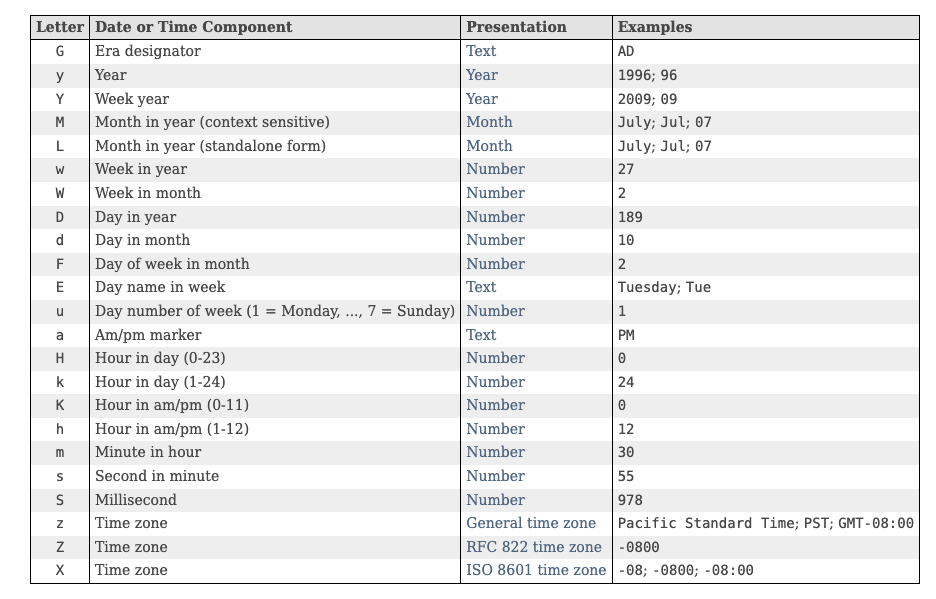 Letter Date or Time Component Presentation Examples
G Era designator Text AD
y Year Year 1996; 96
Y Week year Year 2009; 09
M Month in year (context sensitive) Month July; Jul; 07
L Month in year (standalone form) Month July; Jul; 07
w Week in year Number 27
W Week in month Number 2
D Day in year Number 189
d Day in month Number 10
F Day of week in month Number 2
E Day name in week Text Tuesday; Tue
u Day number of week (1 = Monday, ..., 7 = Sunday) Number 1
a Am/pm marker Text PM
H Hour in day (0-23) Number 0
k Hour in day (1-24) Number 24
K Hour in am/pm (0-11) Number 0
h Hour in am/pm (1-12) Number 12
m Minute in hour Number 30
s Second in minute Number 55
S Millisecond Number 978
z Time zone General time zone Pacific Standard Time; PST; GMT-08:00
Z Time zone RFC 822 time zone -0800
X Time zone ISO 8601 time zone -08; -0800; -08:00